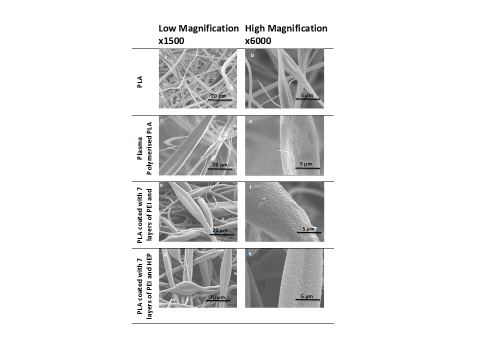 Low Magnification High Magnification
x1500 x6000
PLA
b
20 µm
5 µm
Plasma
Polymerised PLA
20 µm
5 µm
PLA coated with 7
layers of PEI and
e
f
20 µm
5 µm
PLA coated with 7
layers of PEI and HEP
20 µm
5 µm